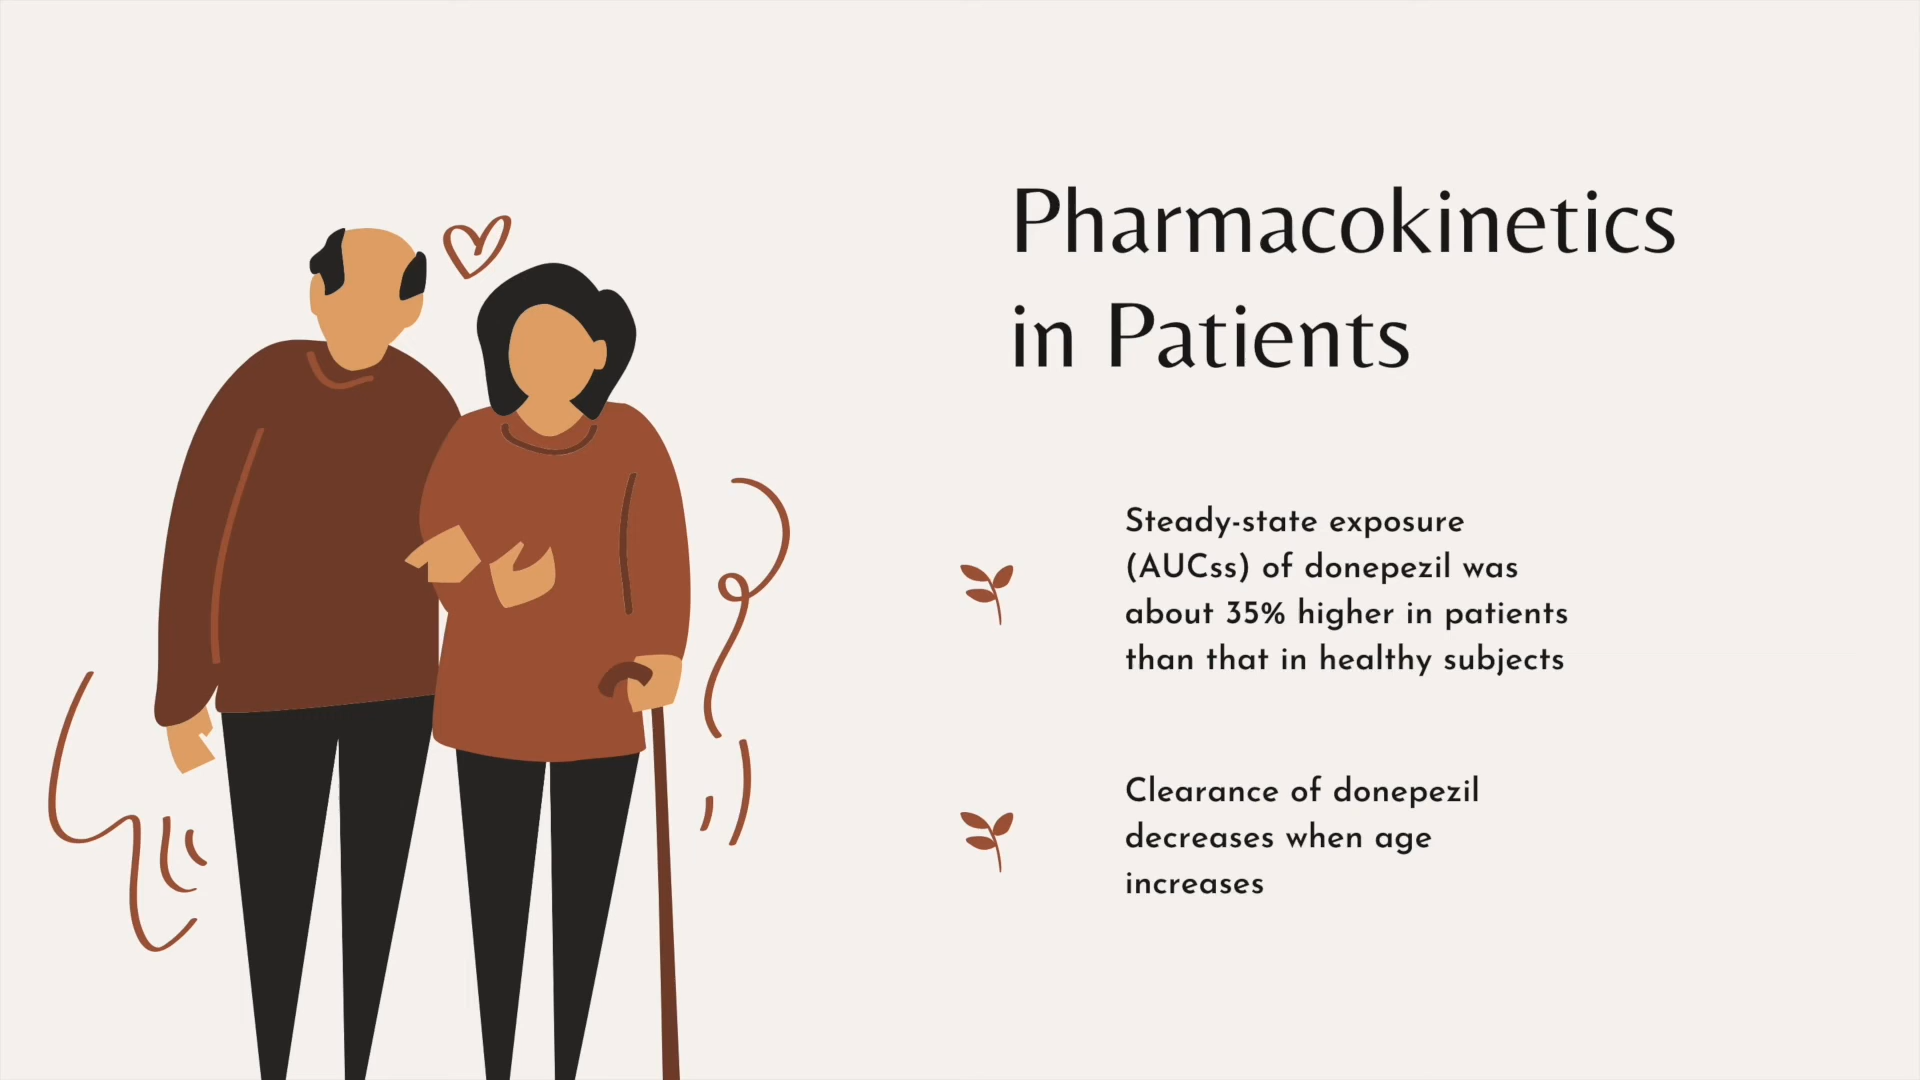 Pharmacokinetics
in Patients
Steady-state exposure
(AUCss) of donepezil was
about 35% higher in patients
than that in healthy subjects
Clearance of donepezil
decreases when age
increases